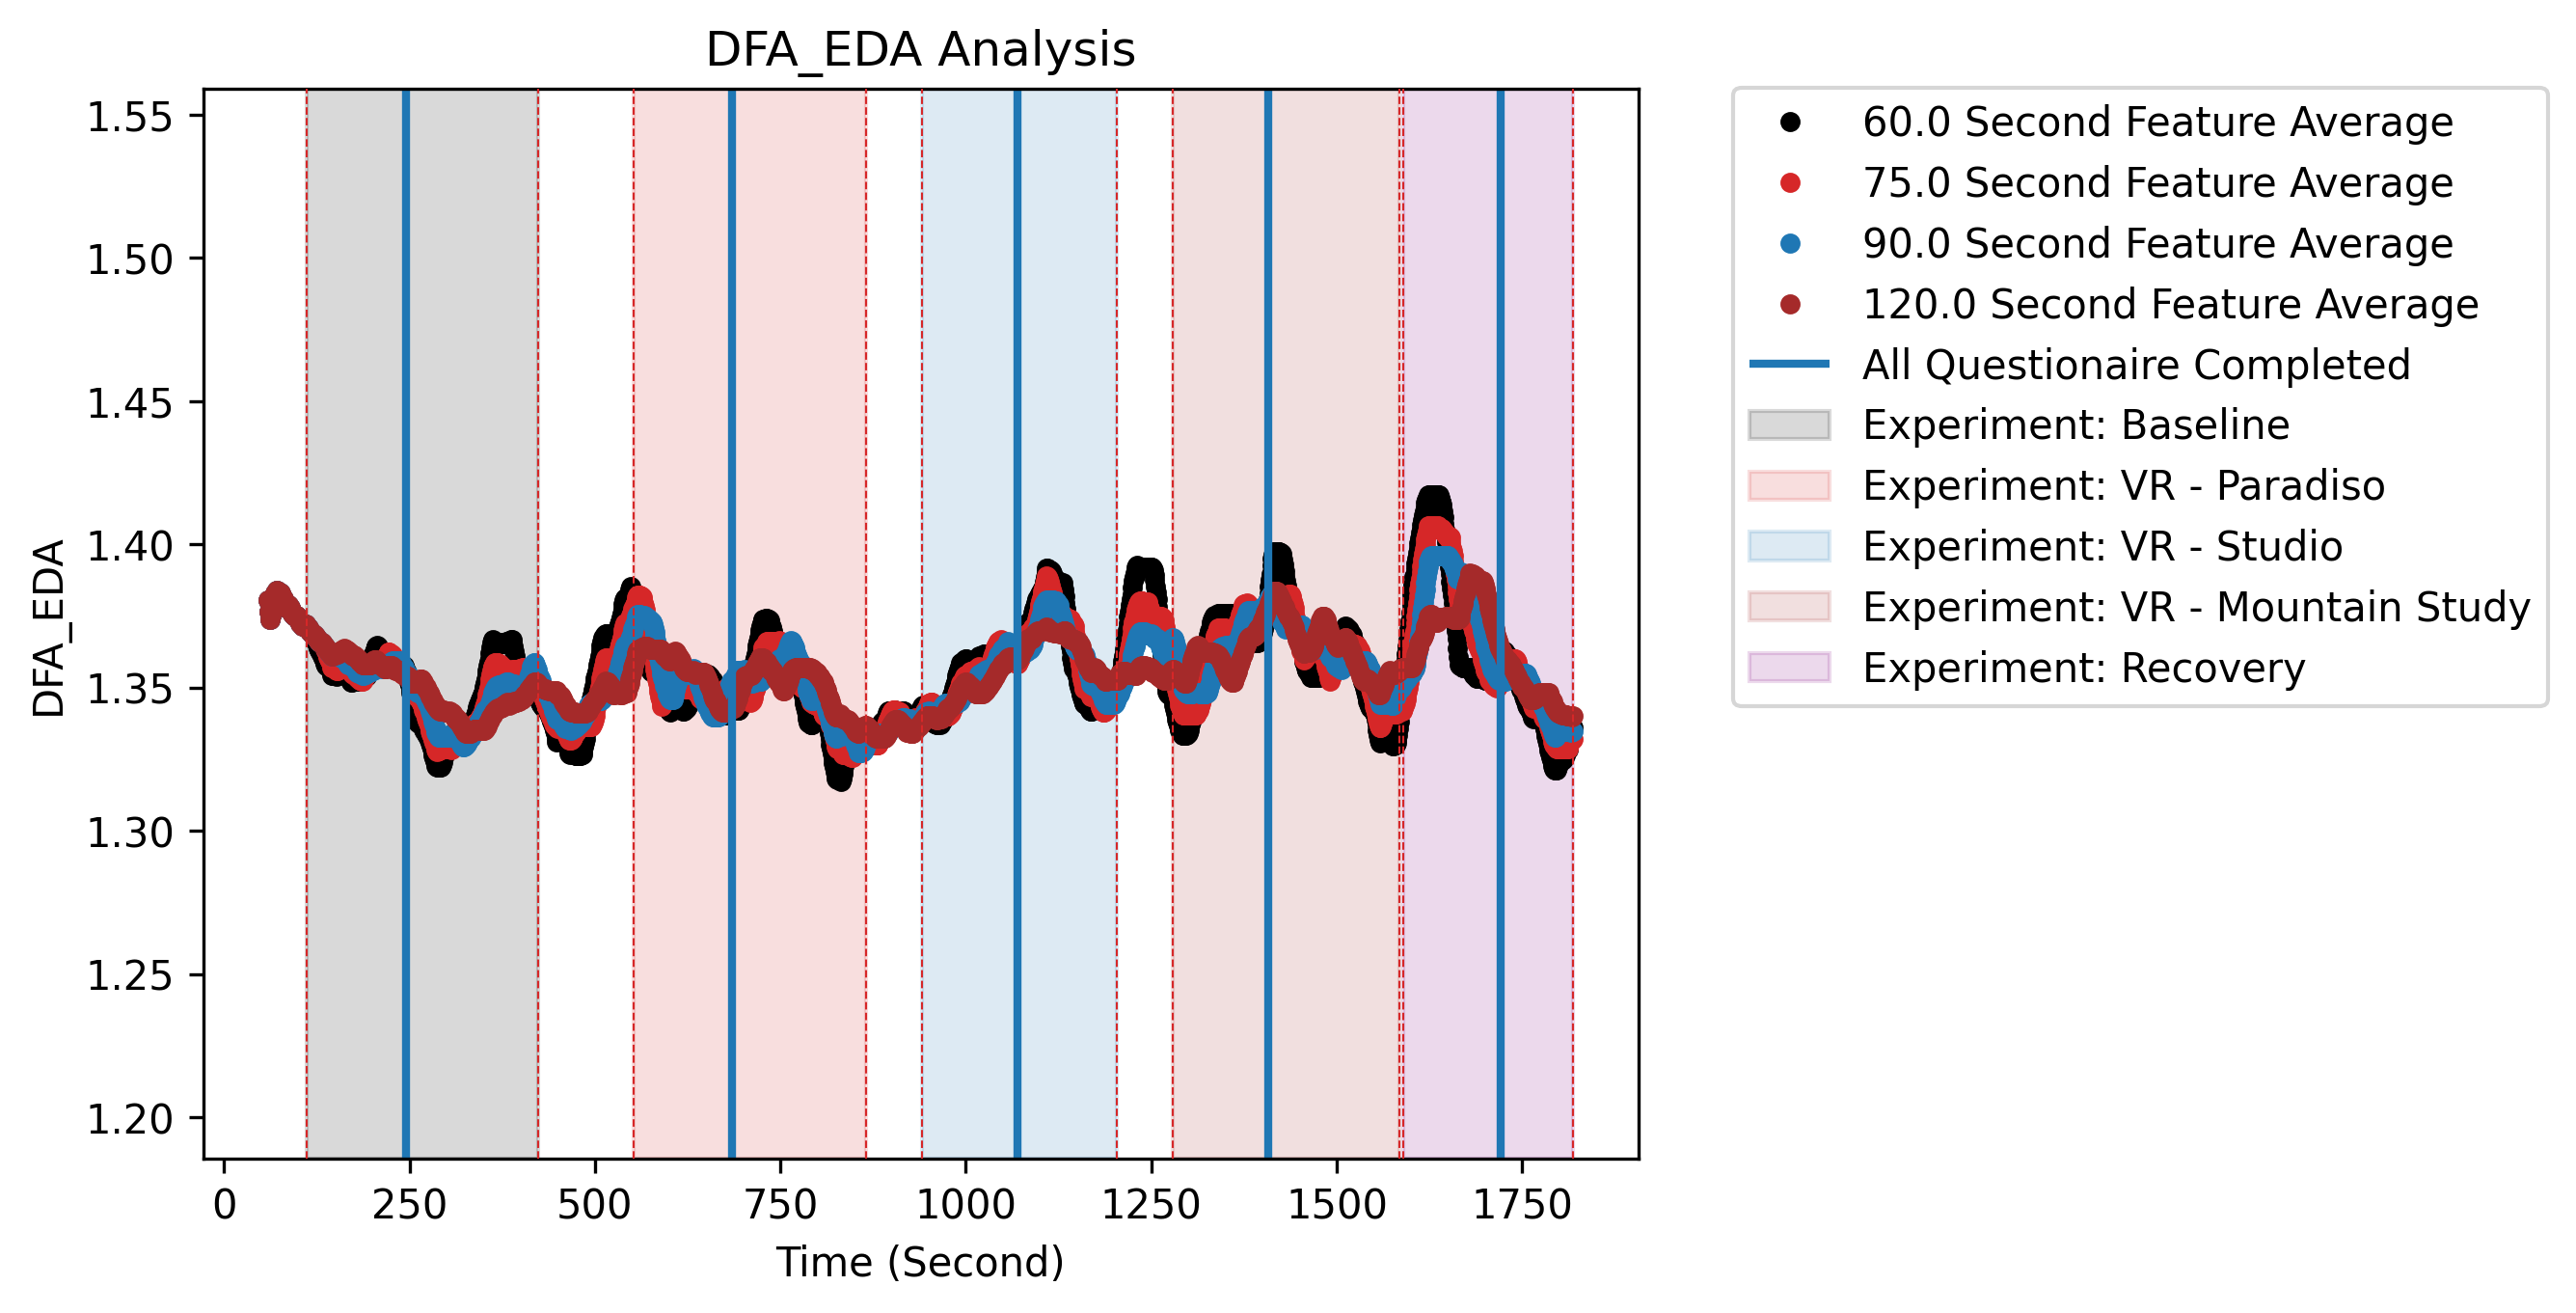 DFA_EDA Analysis
1.55
1.50
1.45
1.40
1.35
1.30
1.25
1.20
DFA_EDA
0
250
500
750
1000
1250
1500
1750
Time (Second)
60.0 Second Feature Average
75.0 Second Feature Average
90.0 Second Feature Average
120.0 Second Feature Average
All Questionaire Completed
Experiment: Baseline
Experiment: VR - Paradiso
Experiment: VR - Studio
Experiment: VR - Mountain Study
Experiment: Recovery